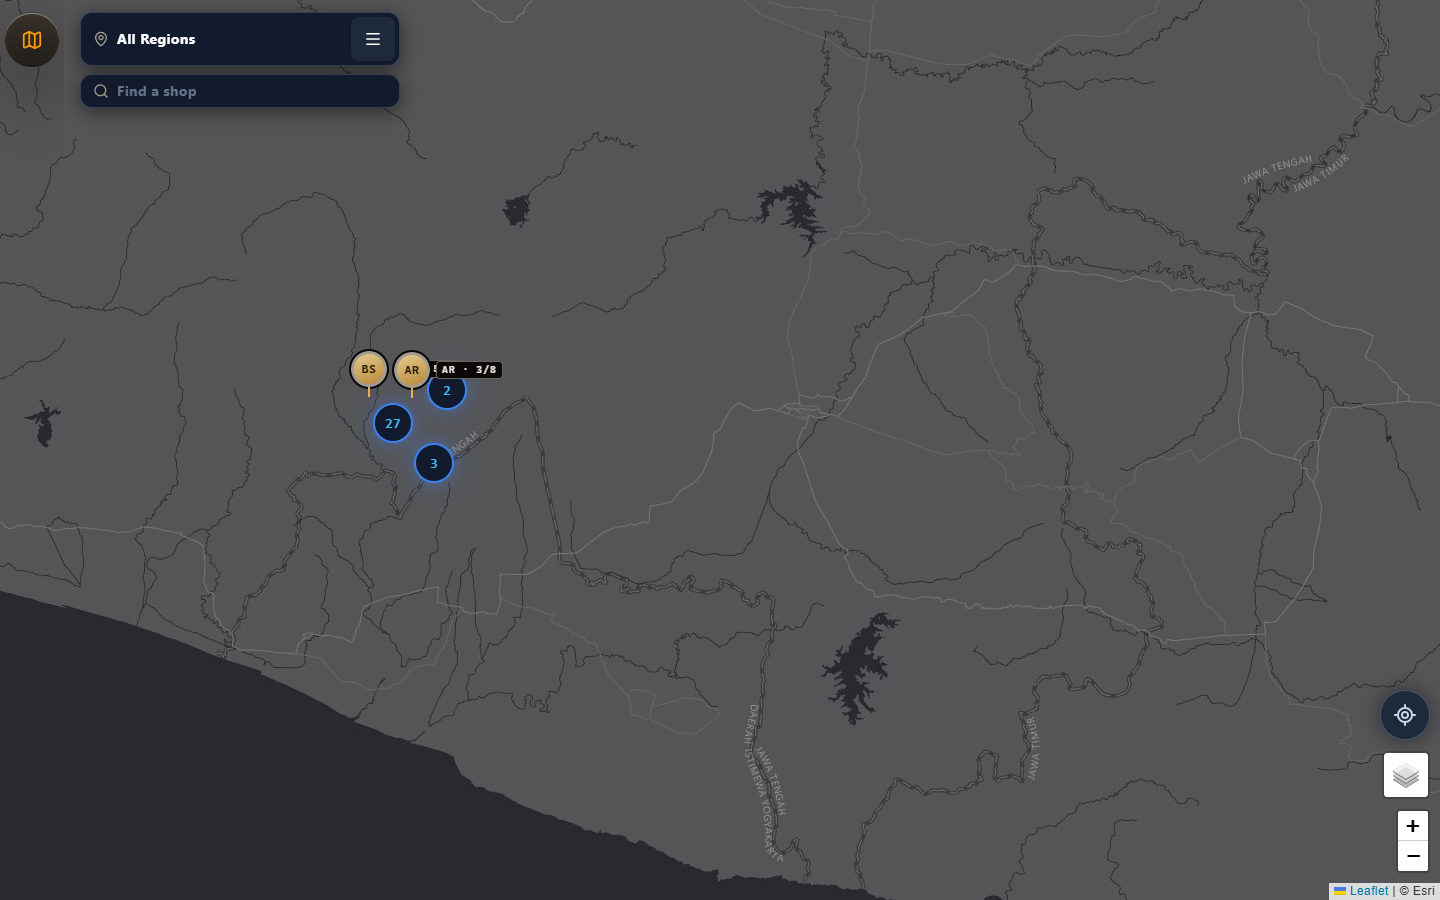 All Regions
Find a shop
JAWA TENGAH
JAWA TIMUR
BS
AR
AR · 3/8
2
27
3
ENGAH
DAERAH ISTIMEWA YOGYAKARTA
JAWA TENGAH
JAWA TIMUR
+
−
Leaflet | © Esri